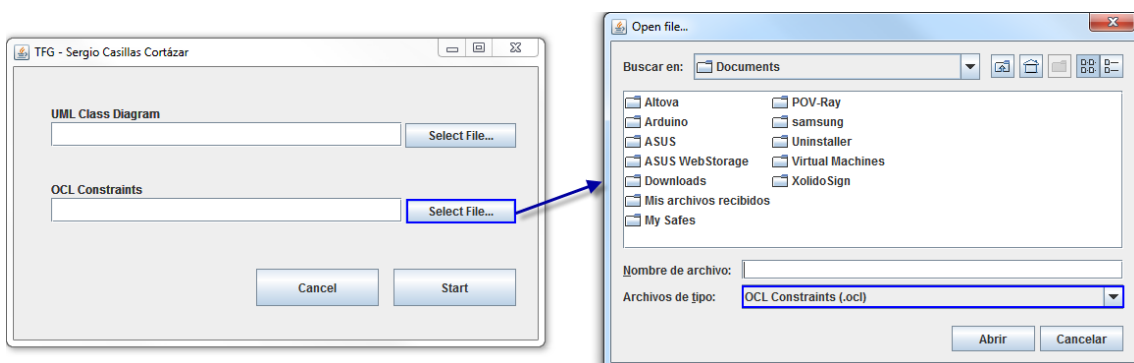 TFG - Sergio Casillas Cortázar
UML Class Diagram
Select File...
OCL Constraints
Select File...
Cancel
Start
Open file...
Buscar en:
Documents
Altova
Arduino
ASUS
ASUS WebStorage
Downloads
Mis archivos recibidos
My Safes
POV-Ray
samsung
Uninstaller
Virtual Machines
XolidoSign
Nombre de archivo:
Archivos de tipo:
OCL Constraints (.ocl)
Abrir
Cancelar